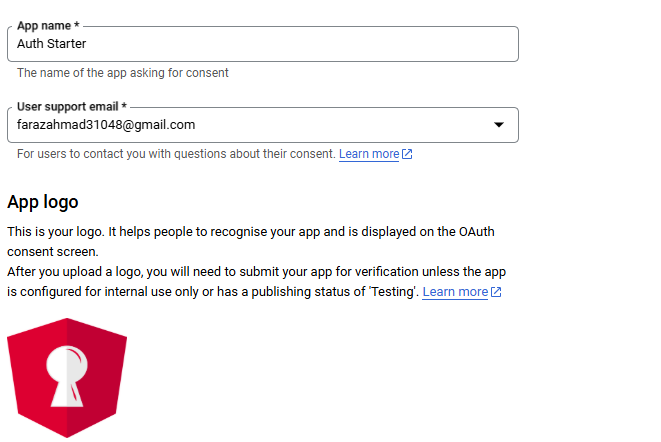 App name *
Auth Starter
The name of the app asking for consent
User support email *
farazahmad31048@gmail.com
For users to contact you with questions about their consent. Learn more
App logo
This is your logo. It helps people to recognise your app and is displayed on the OAuth
consent screen.
After you upload a logo, you will need to submit your app for verification unless the app
is configured for internal use only or has a publishing status of 'Testing'. Learn more